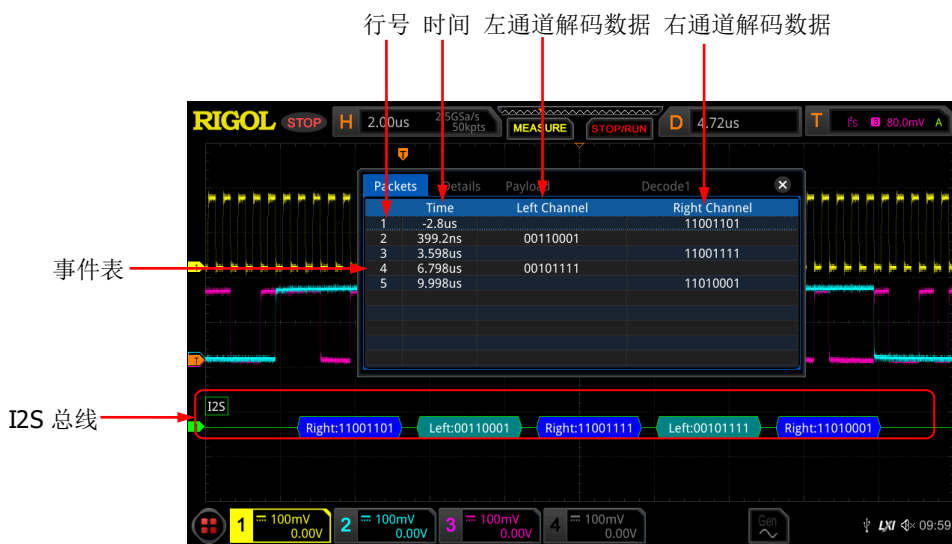 行号 时间 左通道解码数据 右通道解码数据
RIGOL STOP H 2.00us 2.5GSa/s 50kpts MEASURE STOP/RUN D 4.72us T I²S 3 80.0mV A
T
Packets Details Payload Decode1
Time Left Channel Right Channel
1 -2.8us 11001101
2 399.2ns 00110001
3 3.598us 11001111
4 6.798us 00101111
5 9.998us 11010001
事件表
T
I2S 总线
I2S
Right:11001101 Left:00110001 Right:11001111 Left:00101111 Right:11010001
1 100mV 0.00V 2 100mV 0.00V 3 100mV 0.00V 4 100mV 0.00V Gen LXI 09:59